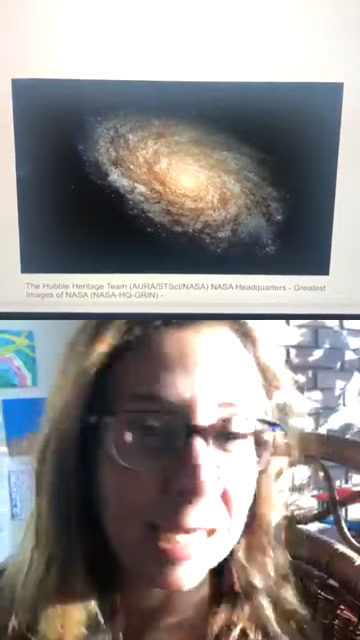 The Hubble Heritage Team (AURA/STScI/NASA) NASA Headquarters - Greatest
Images of NASA (NASA-HQ-GRIN) -